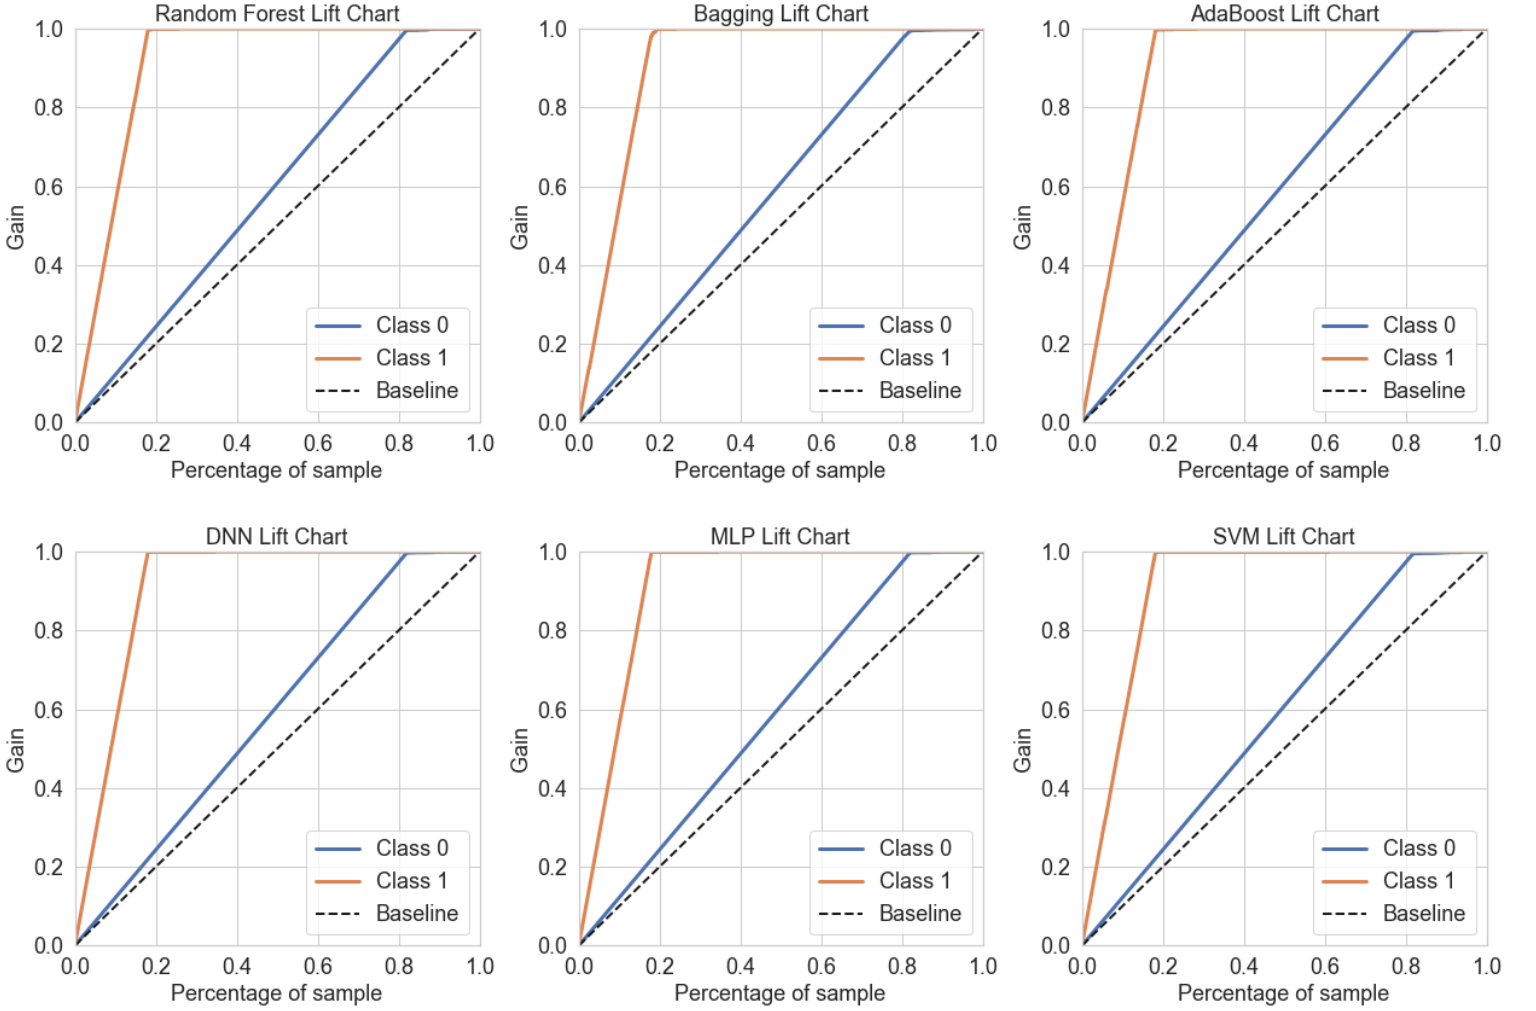 Random Forest Lift Chart
1.0
0.8
0.6
0.4
0.2
0.0
Gain
Class 0
Class 1
Baseline
0.0 0.2 0.4 0.6 0.8 1.0
Percentage of sample
Bagging Lift Chart
1.0
0.8
0.6
0.4
0.2
0.0
Gain
Class 0
Class 1
Baseline
0.0 0.2 0.4 0.6 0.8 1.0
Percentage of sample
AdaBoost Lift Chart
1.0
0.8
0.6
0.4
0.2
0.0
Gain
Class 0
Class 1
Baseline
0.0 0.2 0.4 0.6 0.8 1.0
Percentage of sample
DNN Lift Chart
1.0
0.8
0.6
0.4
0.2
0.0
Gain
Class 0
Class 1
Baseline
0.0 0.2 0.4 0.6 0.8 1.0
Percentage of sample
MLP Lift Chart
1.0
0.8
0.6
0.4
0.2
0.0
Gain
Class 0
Class 1
Baseline
0.0 0.2 0.4 0.6 0.8 1.0
Percentage of sample
SVM Lift Chart
1.0
0.8
0.6
0.4
0.2
0.0
Gain
Class 0
Class 1
Baseline
0.0 0.2 0.4 0.6 0.8 1.0
Percentage of sample